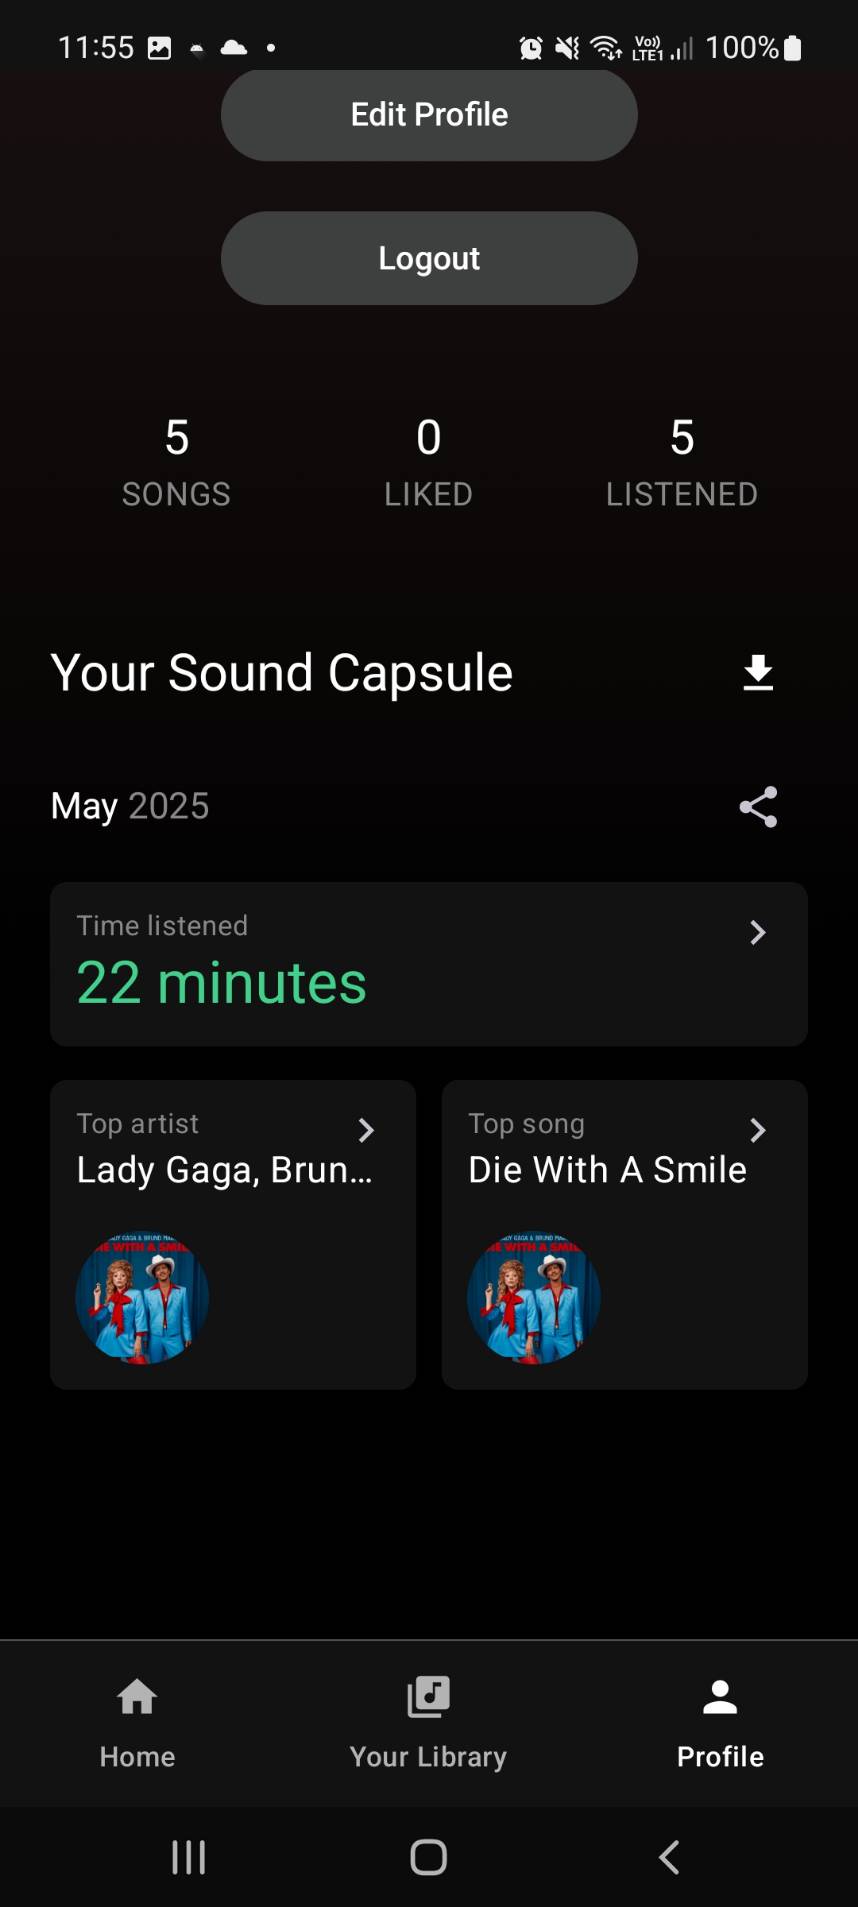 11:55 Vo)) LTE1 100%
Edit Profile
Logout
5 0 5
SONGS LIKED LISTENED
Your Sound Capsule
May 2025
Time listened
22 minutes
Top artist
Lady Gaga, Brun...
Top song
Die With A Smile
Home Your Library Profile